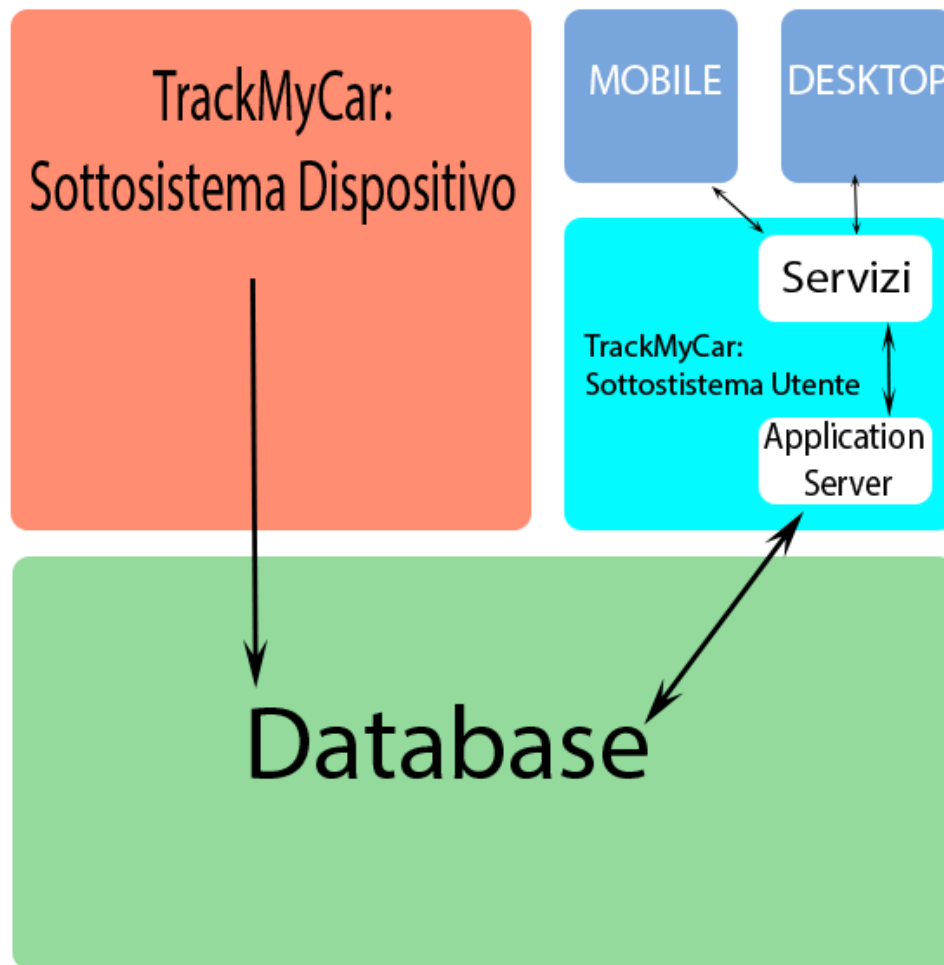 TrackMyCar:
Sottosistema Dispositivo
MOBILE
DESKTOP
Servizi
TrackMyCar:
Sottostistema Utente
Application
Server
Database